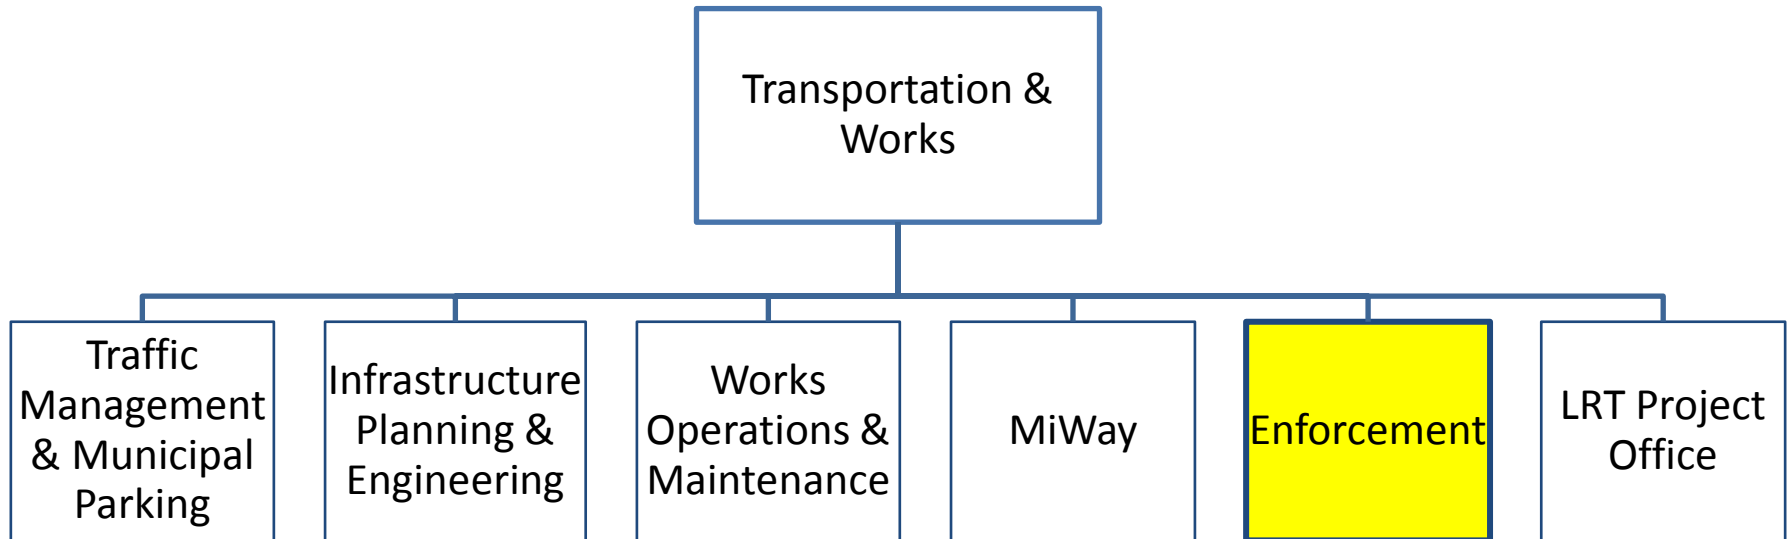 Transportation &
Works
Traffic
Management
& Municipal
Parking
Infrastructure
Planning &
Engineering
Works
Operations &
Maintenance
MiWay
Enforcement
LRT Project
Office